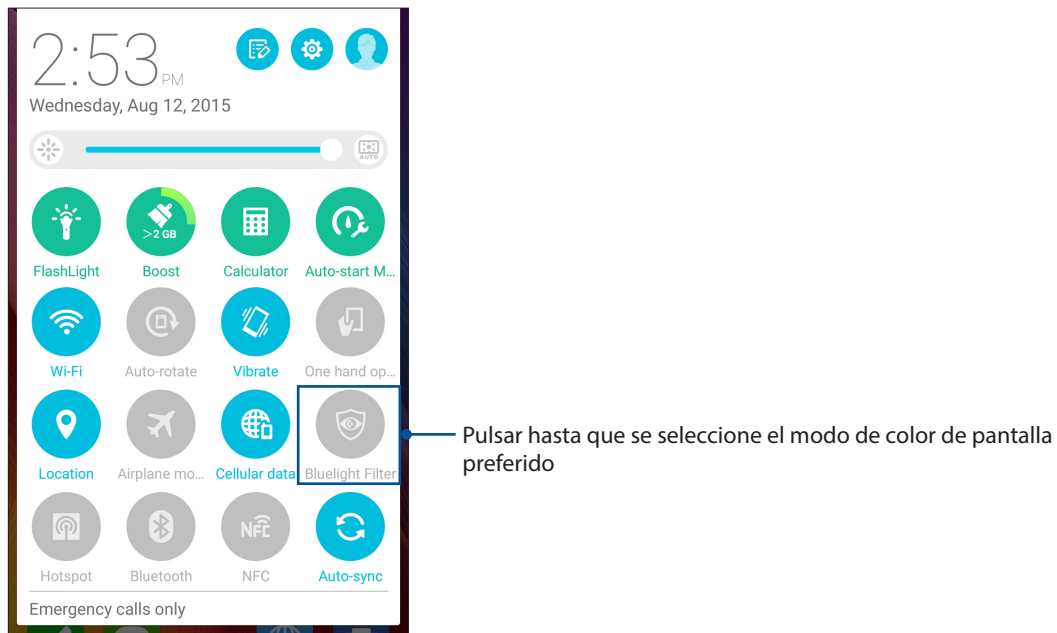 2:53 PM
Wednesday, Aug 12, 2015
AUTO
>2 GB
FlashLight Boost Calculator Auto-start M...
Wi-Fi Auto-rotate Vibrate One hand op...
Location Airplane mo... Cellular data Bluelight Filter
Pulsar hasta que se seleccione el modo de color de pantalla
preferido
NFC
Hotspot Bluetooth NFC Auto-sync
Emergency calls only